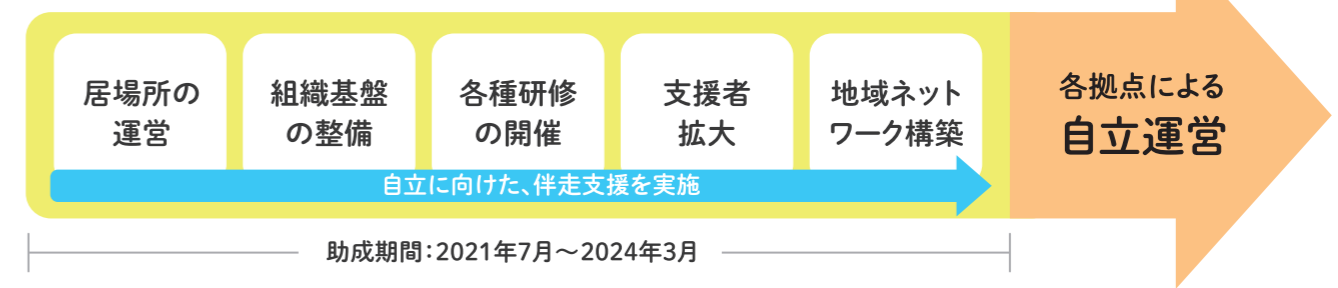 居場所の
運営
組織基盤
の整備
各種研修
の開催
支援者
拡大
地域ネット
ワーク構築
自立に向けた、伴走支援を実施
各拠点による
自立運営
助成期間：2021年7月〜2024年3月